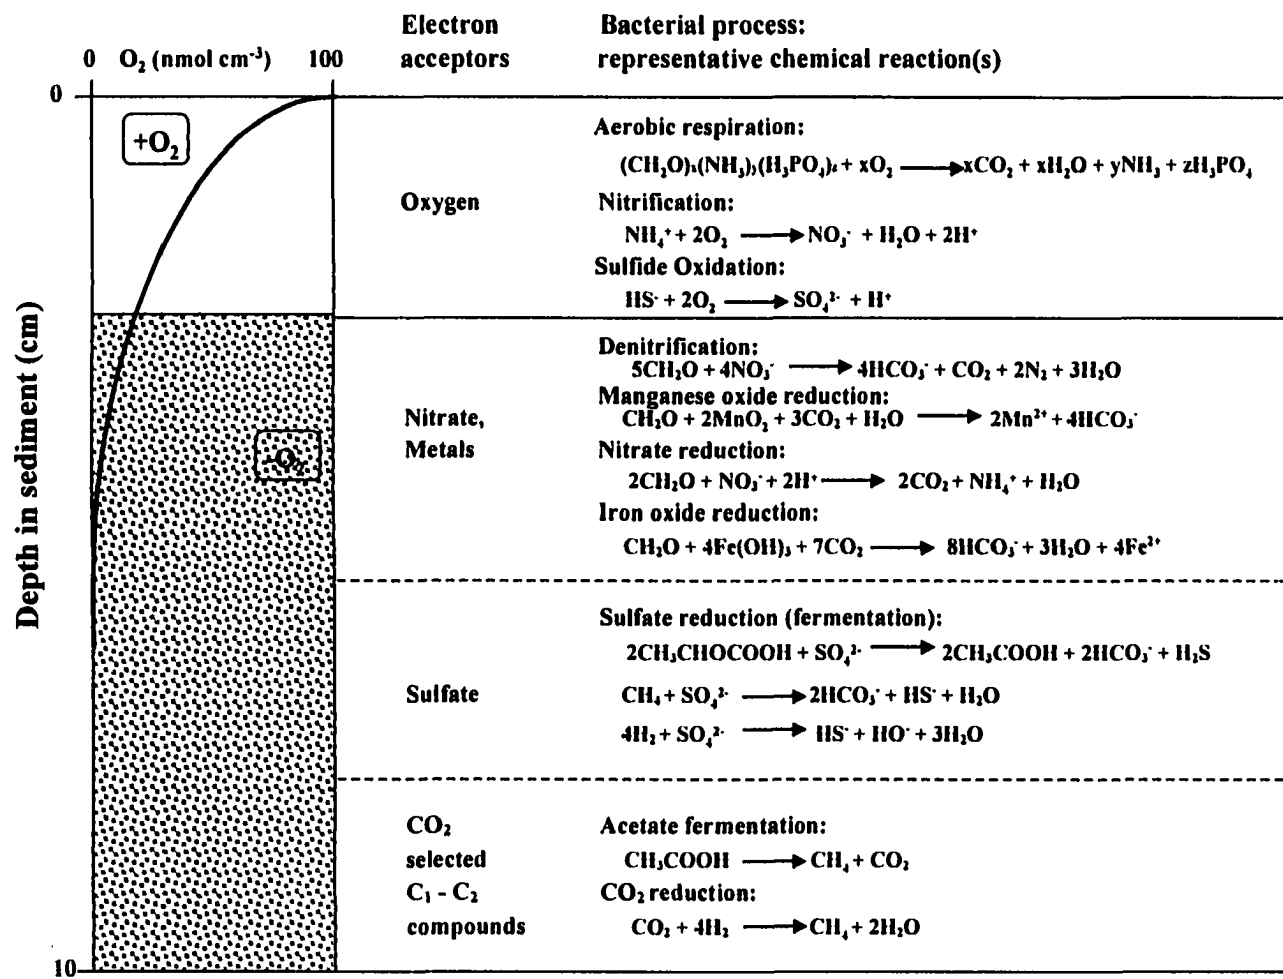 Electron acceptors
Bacterial process: representative chemical reaction(s)
0 O₂ (nmol cm⁻³) 100
0
+O₂
Depth in sediment (cm)
10
Oxygen
Aerobic respiration:
(CH₂O)ₓ(NH₃)ᵧ(H₃PO₄)z + xO₂ → xCO₂ + xH₂O + yNH₃ + zH₃PO₄
Nitrification:
NH₄⁺ + 2O₂ → NO₃⁻ + H₂O + 2H⁺
Sulfide Oxidation:
HS⁻ + 2O₂ → SO₄²⁻ + H⁺
Nitrate,
Metals
-O₂
Denitrification:
5CH₂O + 4NO₃⁻ → 4HCO₃⁻ + CO₂ + 2N₂ + 3H₂O
Manganese oxide reduction:
CH₂O + 2MnO₂ + 3CO₂ + H₂O → 2Mn²⁺ + 4HCO₃⁻
Nitrate reduction:
2CH₂O + NO₃⁻ + 2H⁺ → 2CO₂ + NH₄⁺ + H₂O
Iron oxide reduction:
CH₂O + 4Fe(OH)₃ + 7CO₂ → 8HCO₃⁻ + 3H₂O + 4Fe²⁺
Sulfate
Sulfate reduction (fermentation):
2CH₃CHOCOOH + SO₄²⁻ → 2CH₃COOH + 2HCO₃⁻ + H₂S
CH₄ + SO₄²⁻ → 2HCO₃⁻ + HS⁻ + H₂O
4H₂ + SO₄²⁻ → HS⁻ + HO⁻ + 3H₂O
CO₂
selected
C₁ - C₂
compounds
Acetate fermentation:
CH₃COOH → CH₄ + CO₂
CO₂ reduction:
CO₂ + 4H₂ → CH₄ + 2H₂O